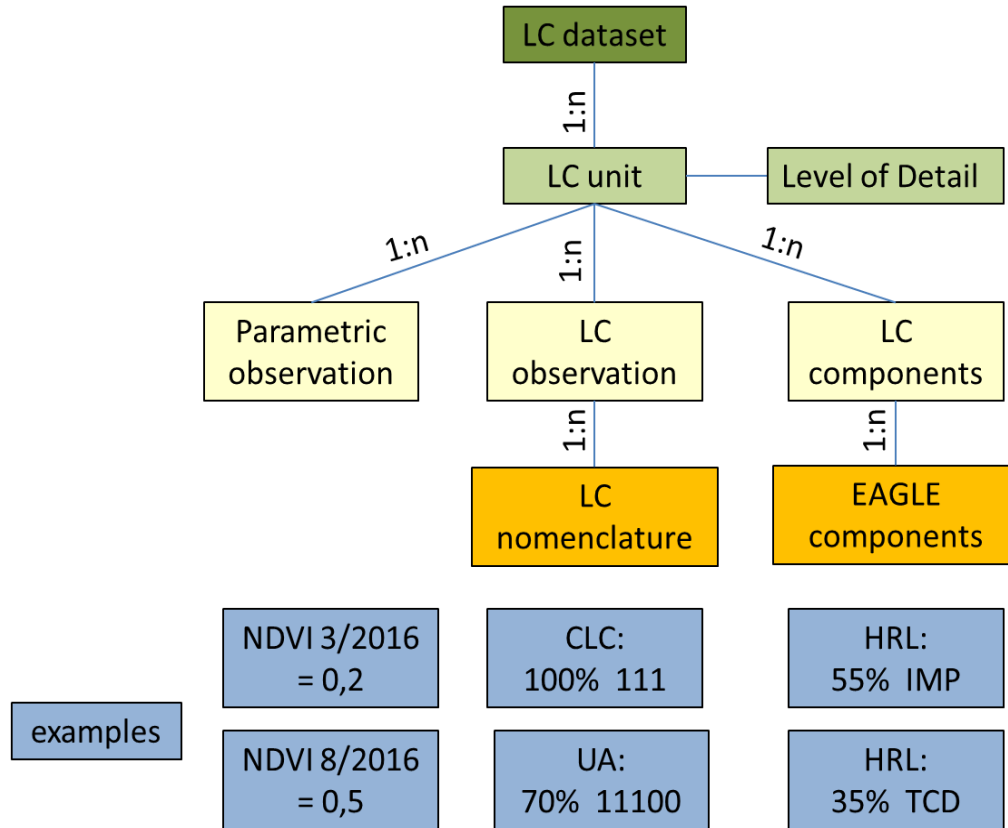 LC dataset
1:n
LC unit
Level of Detail
1:n
1:n
1:n
Parametric
observation
LC
observation
LC
components
1:n
1:n
LC
nomenclature
EAGLE
components
examples
NDVI 3/2016
= 0,2
CLC:
100% 111
HRL:
55% IMP
NDVI 8/2016
= 0,5
UA:
70% 11100
HRL:
35% TCD